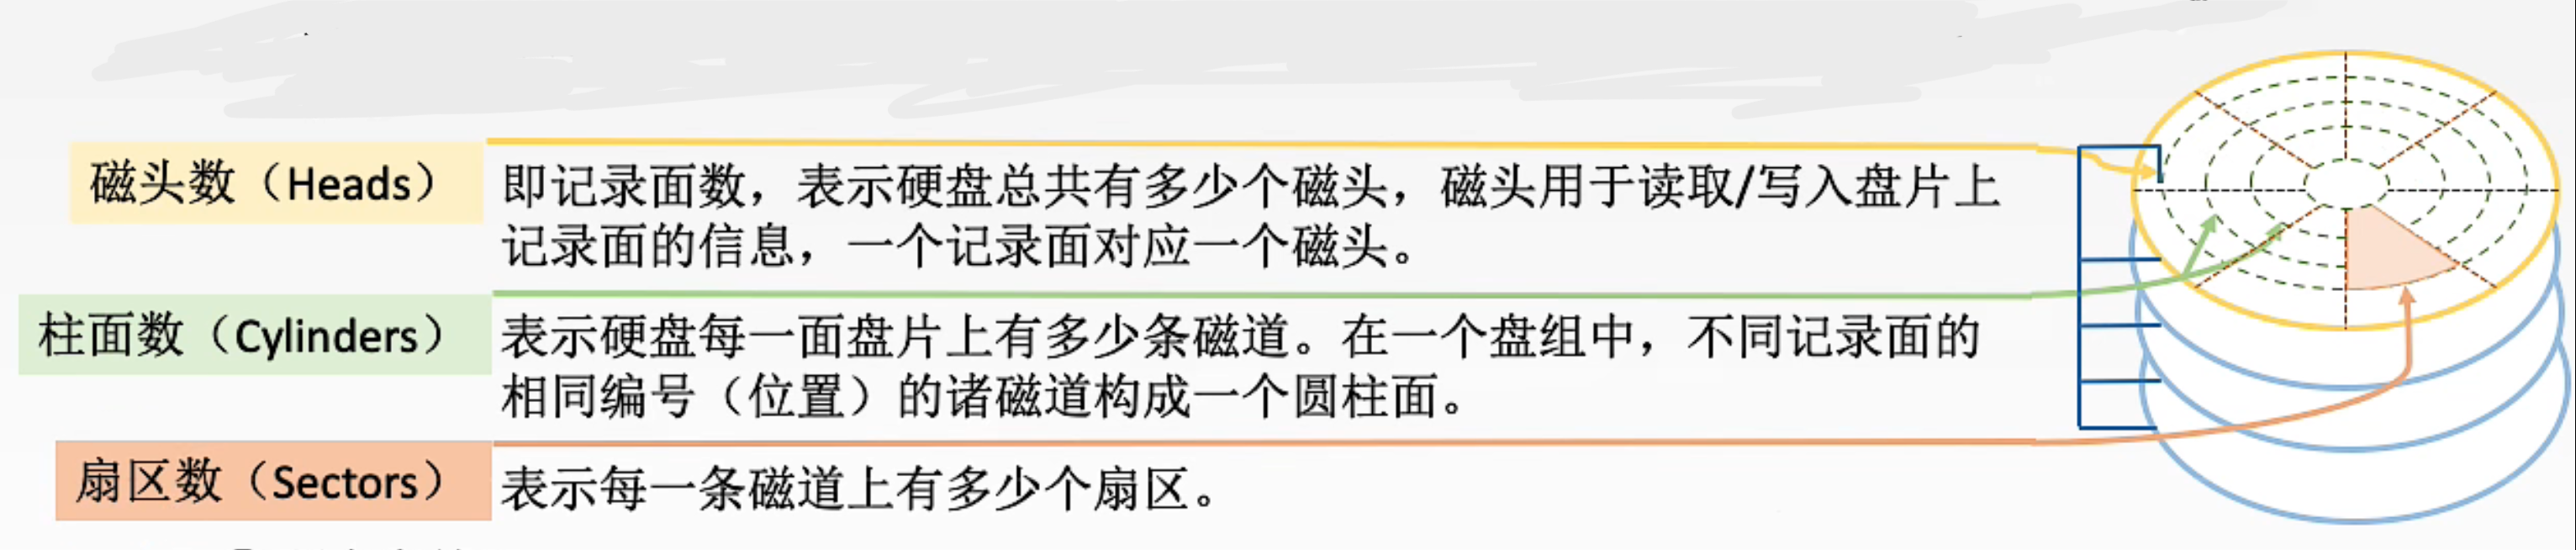 磁头数（Heads）
即记录面数，表示硬盘总共有多少个磁头，磁头用于读取/写入盘片上
记录面的信息，一个记录面对应一个磁头。
柱面数（Cylinders）
表示硬盘每一面盘片上有多少条磁道。在一个盘组中，不同记录面的
相同编号（位置）的诸磁道构成一个圆柱面。
扇区数（Sectors）
表示每一条磁道上有多少个扇区。